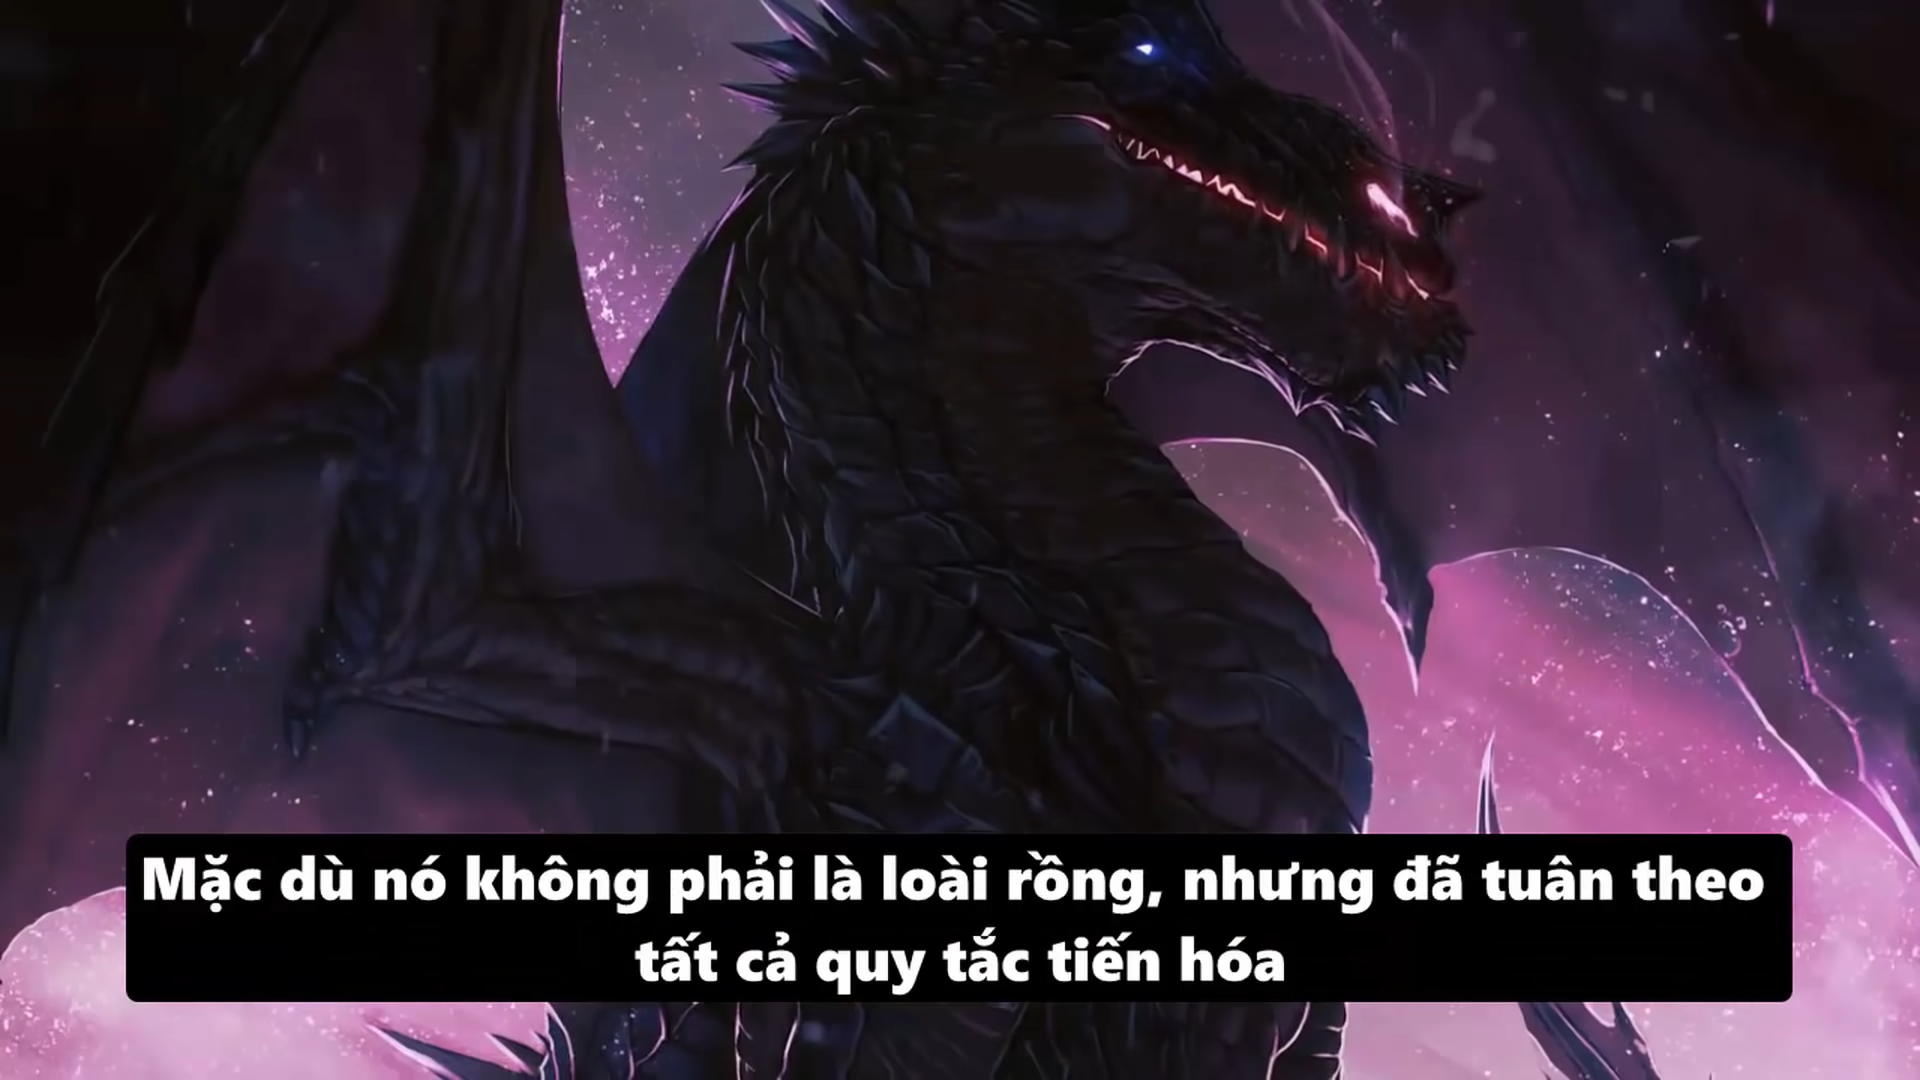 Mặc dù nó không phải là loài rồng, nhưng đã tuân theo
tất cả quy tắc tiến hóa